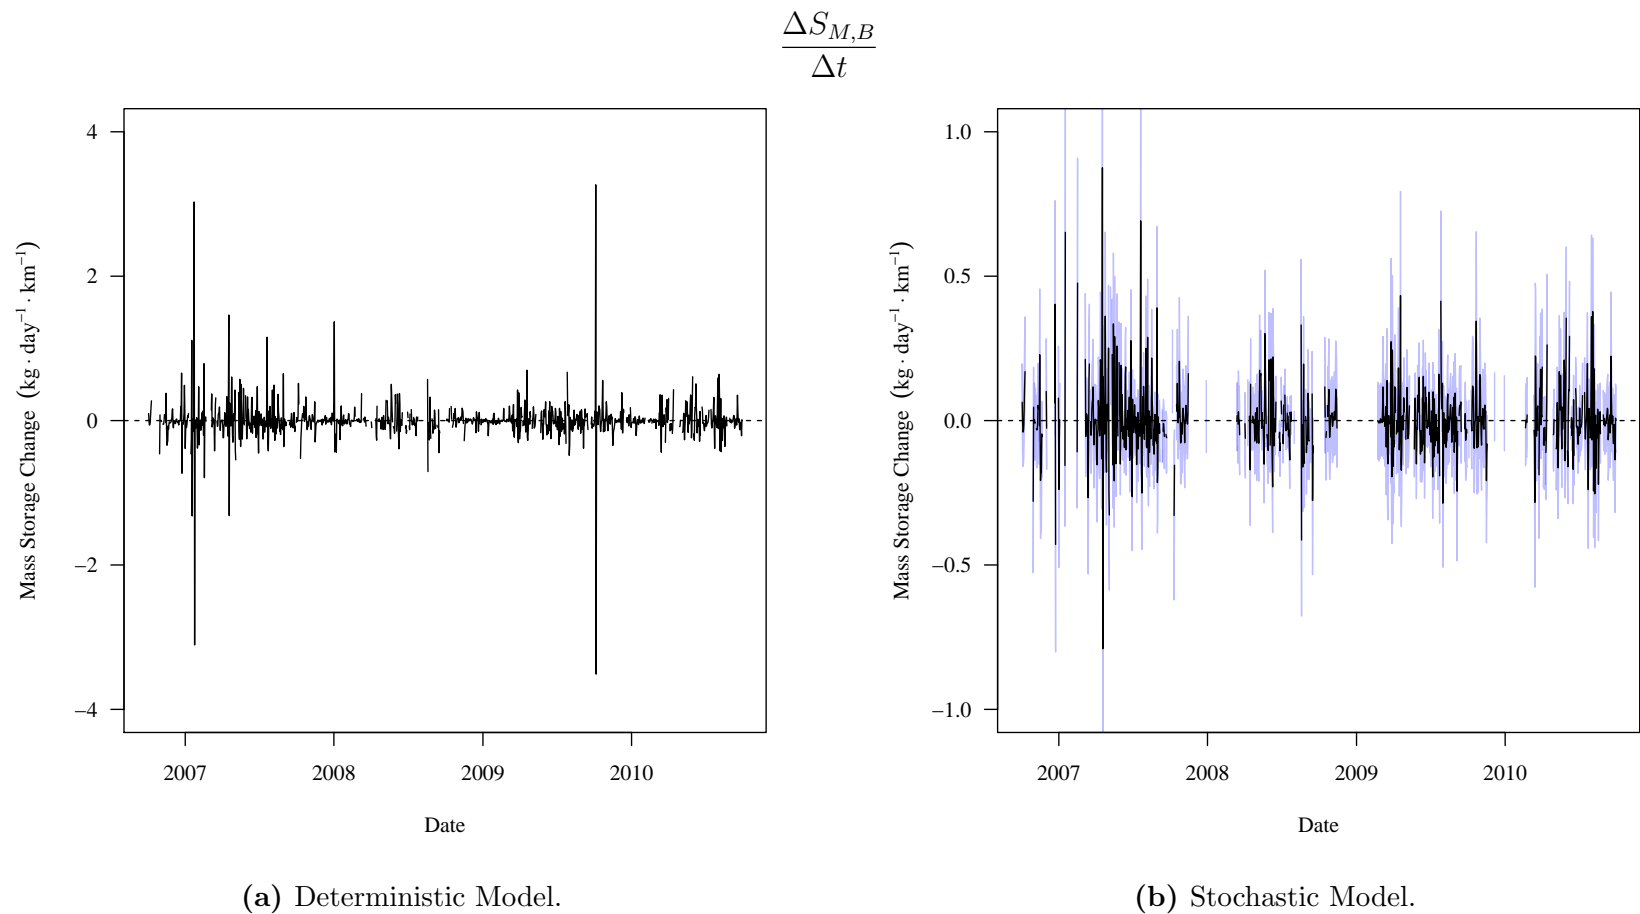 ΔS_{M,B}
Δt
4
2
0
−2
−4
Mass Storage Change (kg · day⁻¹ · km⁻¹)
2007 2008 2009 2010
Date
(a) Deterministic Model.
1.0
0.5
0.0
−0.5
−1.0
Mass Storage Change (kg · day⁻¹ · km⁻¹)
2007 2008 2009 2010
Date
(b) Stochastic Model.